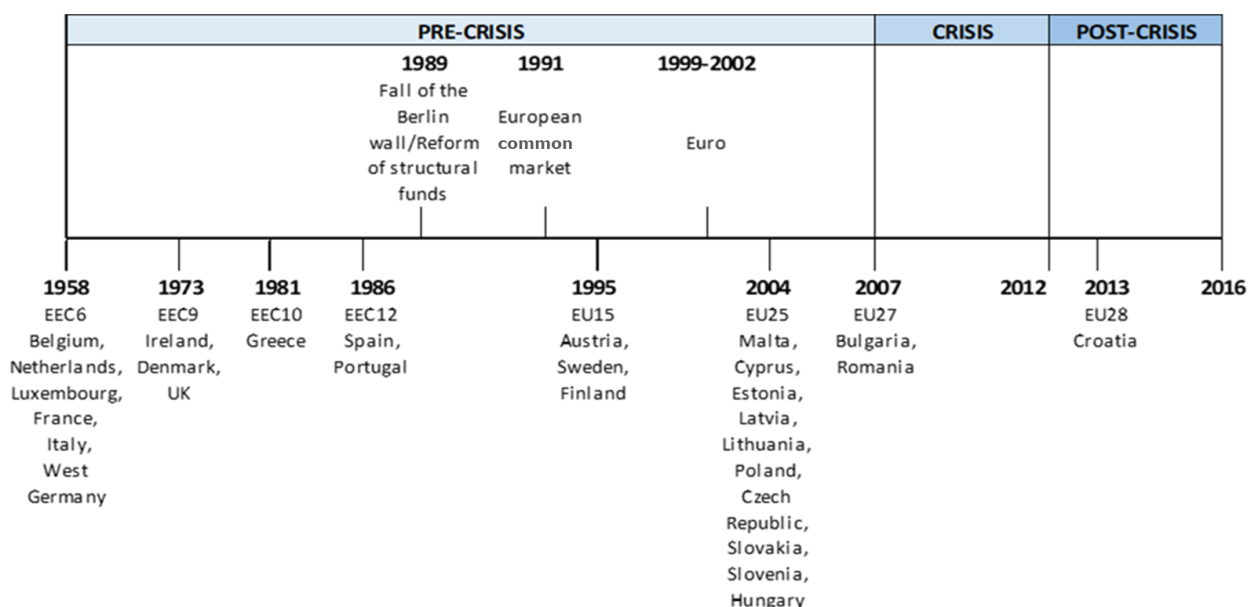 PRE-CRISIS
CRISIS
POST-CRISIS
1989
Fall of the
Berlin
wall/Reform
of structural
funds
1991
European
common
market
1999-2002
Euro
1958
EEC6
Belgium,
Netherlands,
Luxembourg,
France,
Italy,
West
Germany
1973
EEC9
Ireland,
Denmark,
UK
1981
EEC10
Greece
1986
EEC12
Spain,
Portugal
1995
EU15
Austria,
Sweden,
Finland
2004
EU25
Malta,
Cyprus,
Estonia,
Latvia,
Lithuania,
Poland,
Czech
Republic,
Slovakia,
Slovenia,
Hungary
2007
EU27
Bulgaria,
Romania
2012
2013
EU28
Croatia
2016